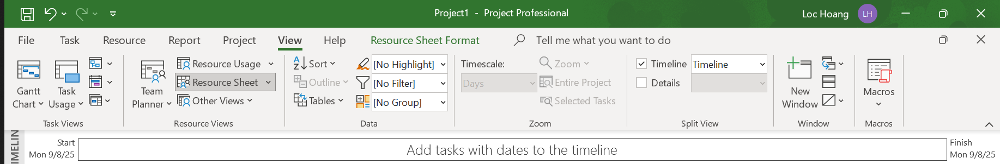 Project1 - Project Professional
Loc Hoang LH
File Task Resource Report Project View Help Resource Sheet Format Tell me what you want to do
Gantt Chart
Task Usage
Task Views
Team Planner
Resource Usage
Resource Sheet
Other Views
Resource Views
Sort
Outline
Tables
[No Highlight]
[No Filter]
[No Group]
Data
Timescale:
Days
Zoom
Entire Project
Selected Tasks
Zoom
Timeline Timeline
Details
Split View
New Window
Window
Macros
Macros
IMELIN
Start
Mon 9/8/25
Add tasks with dates to the timeline
Finish
Mon 9/8/25